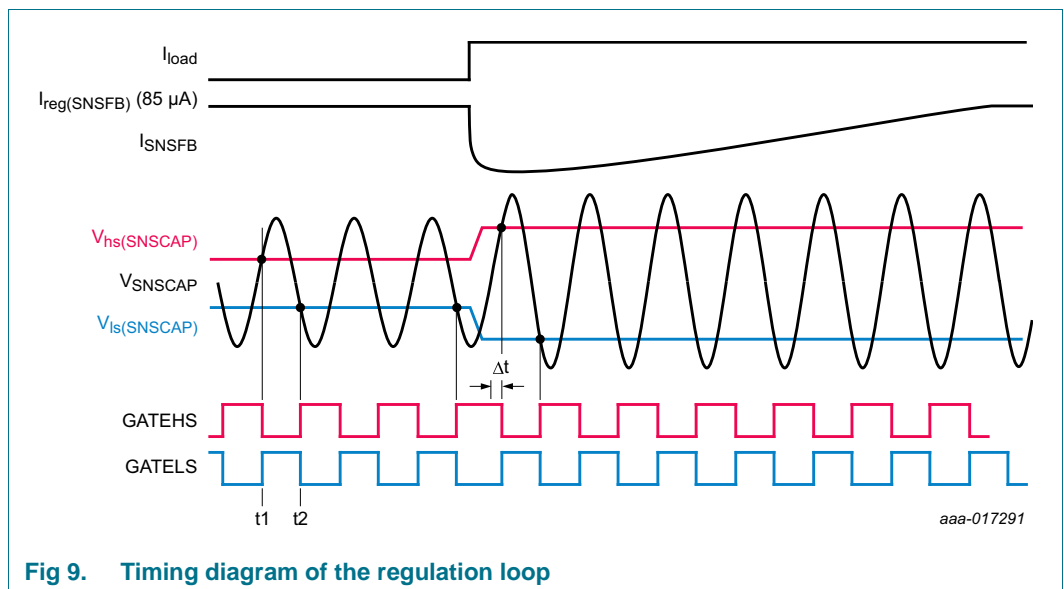 Iload
Ireg(SNSFB) (85 µA)
ISNSFB
Vhs(SNSCAP)
VSNSCAP
Vls(SNSCAP)
Δt
GATEHS
GATELS
t1 t2
aaa-017291
Fig 9. Timing diagram of the regulation loop